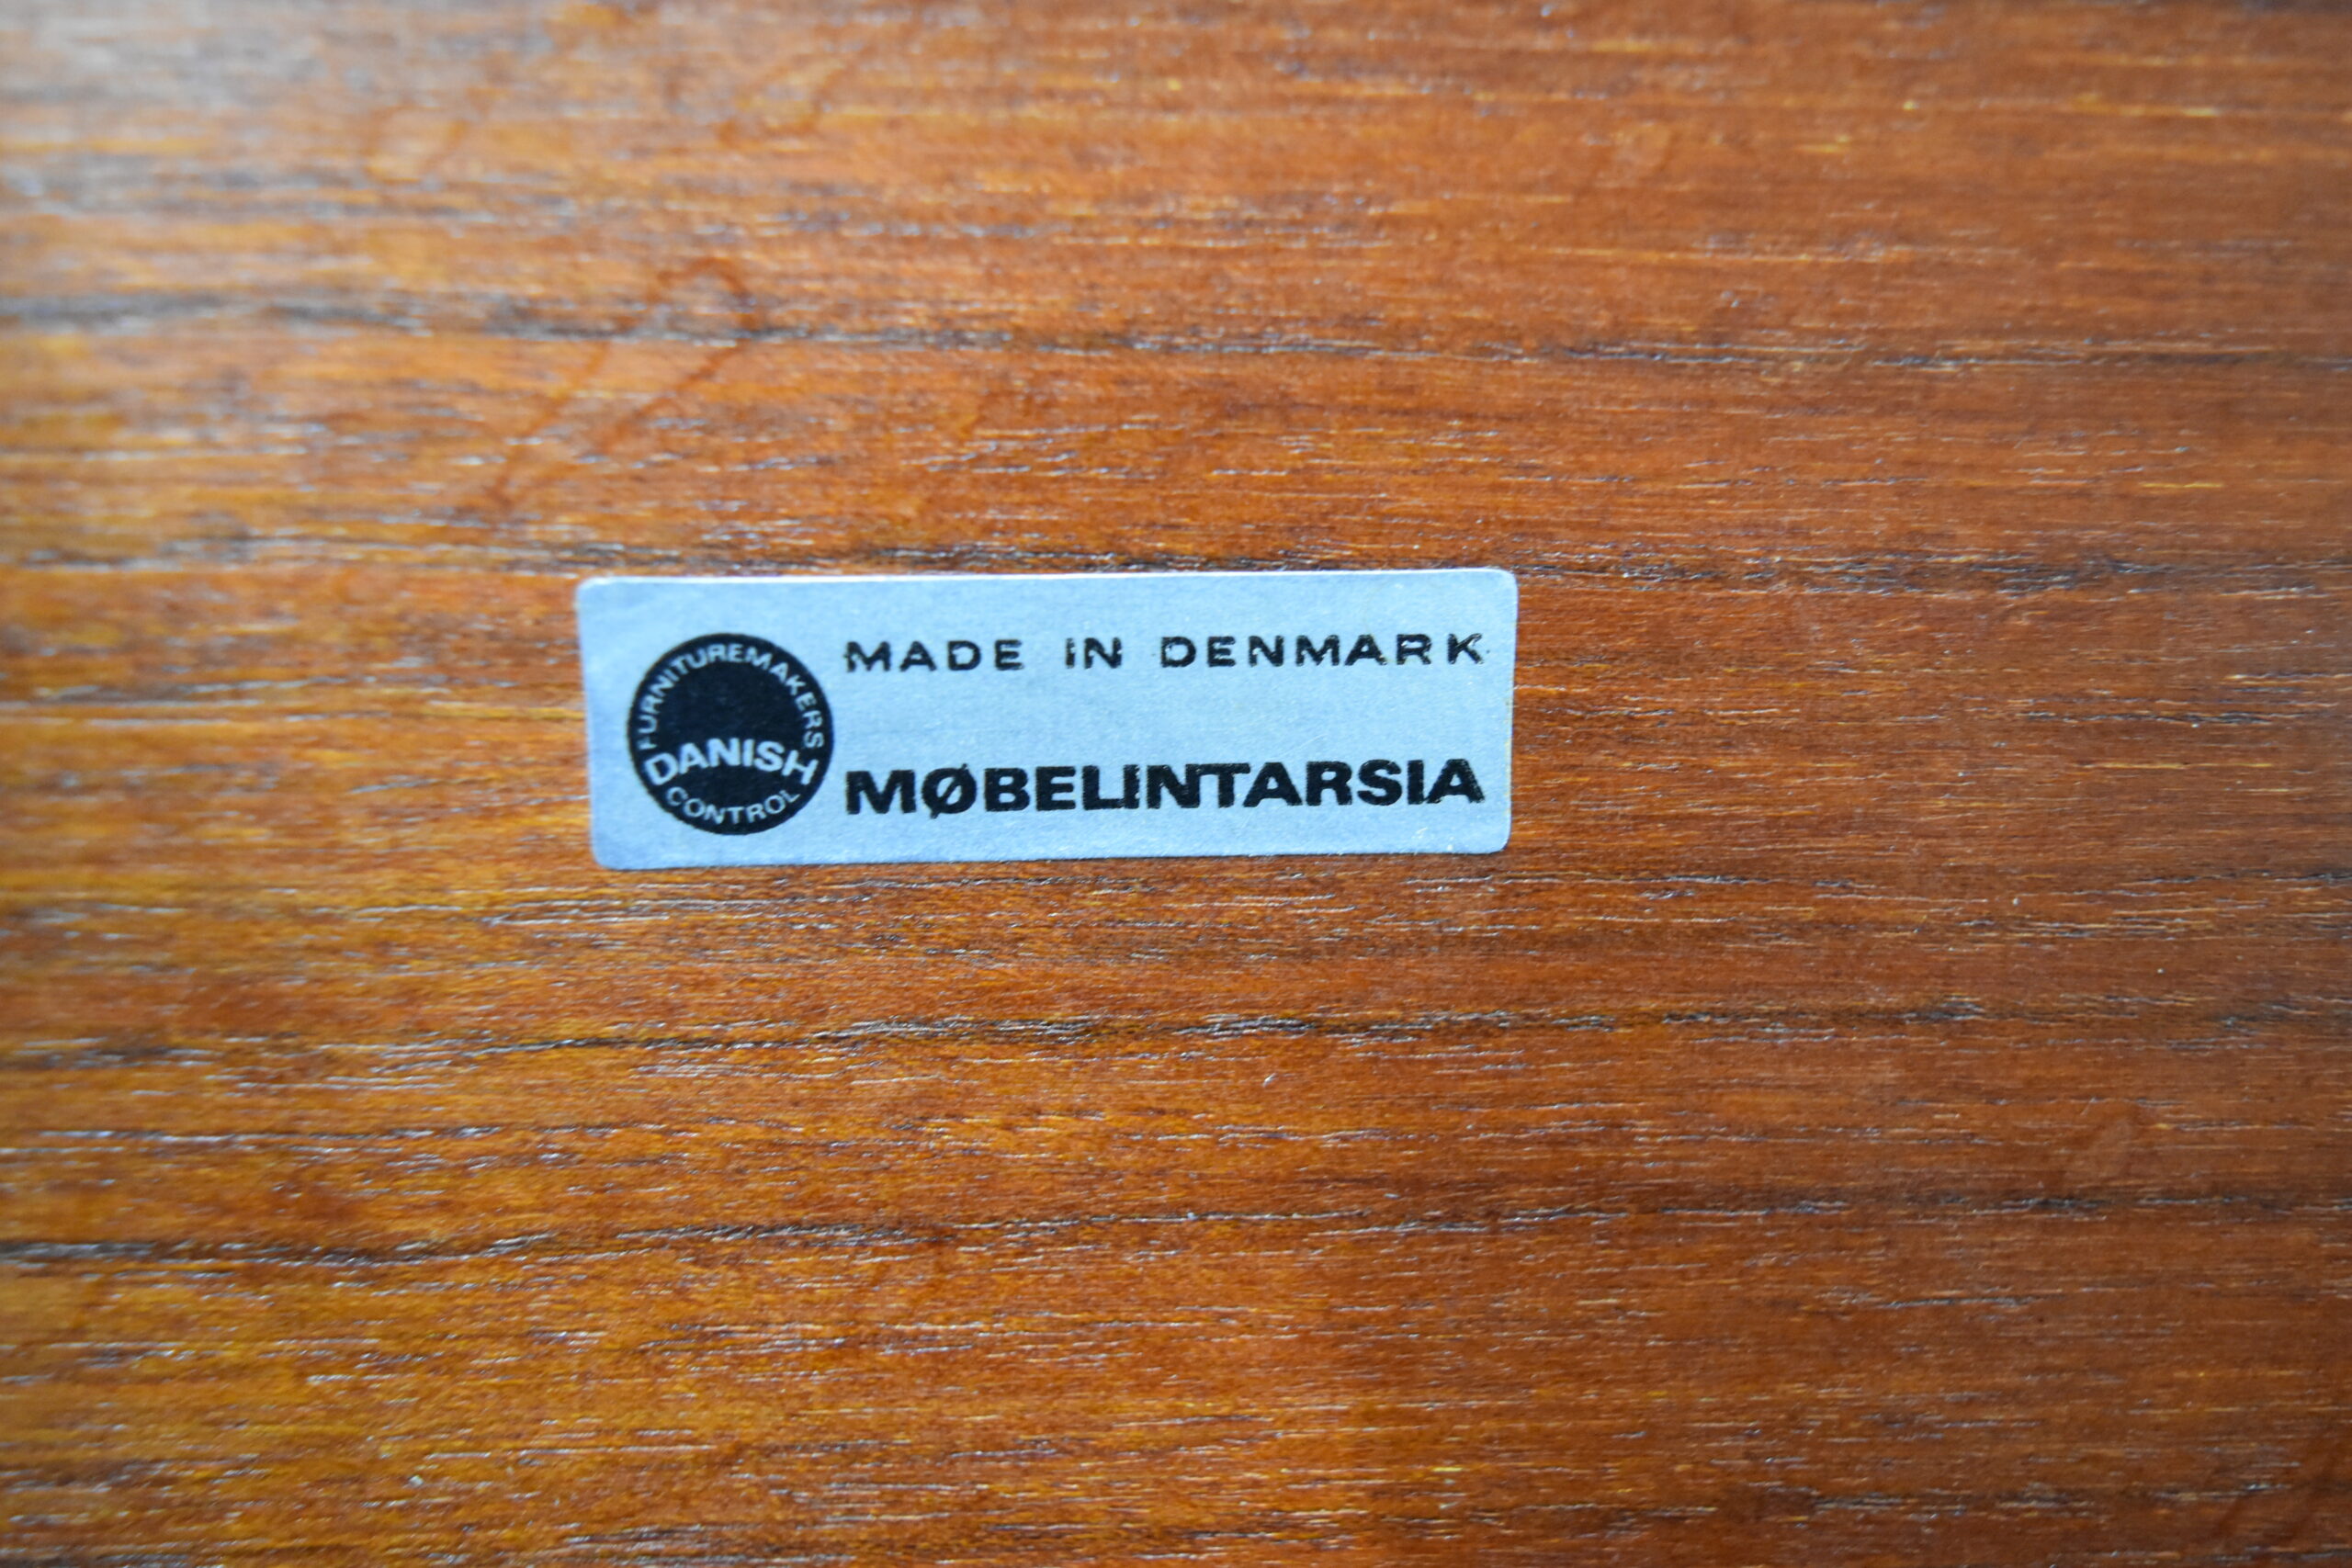 FURNITUREMAKERS
DANISH
CONTROL
MADE IN DENMARK
MØBELINTARSIA